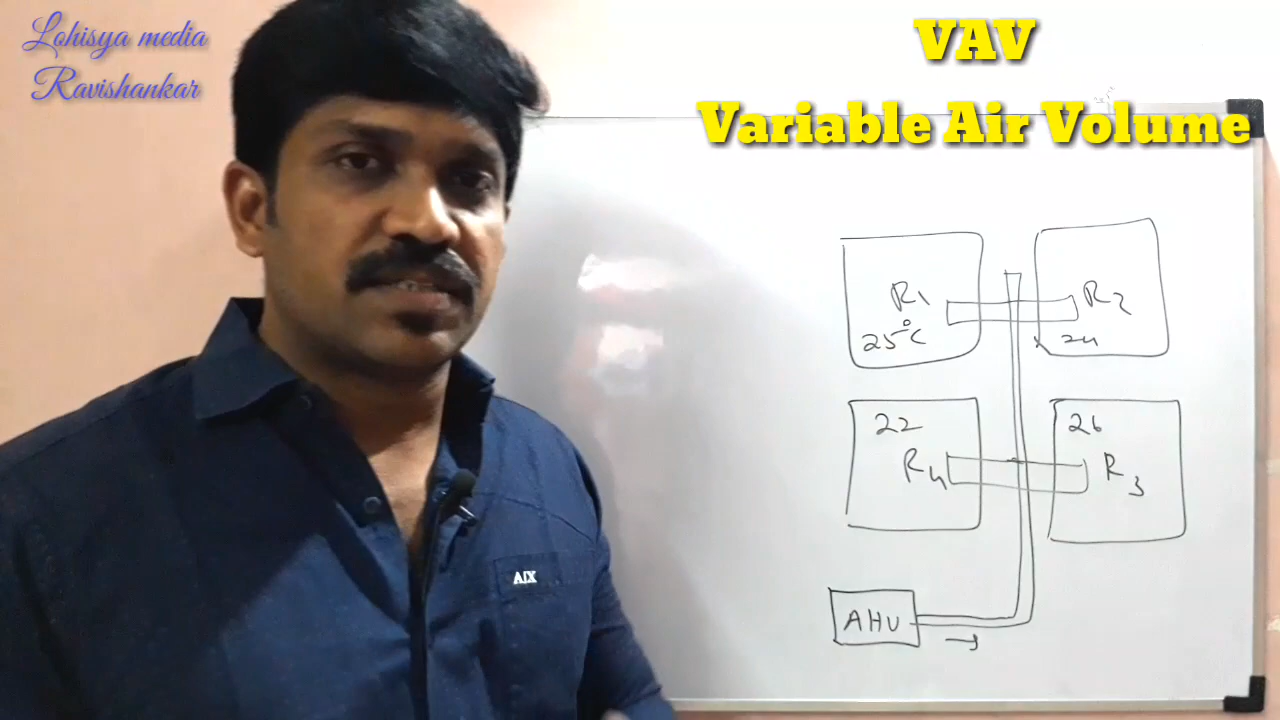 Lohisya media
Ravishankar
VAV
Variable Air Volume
R1
25°C
R2
24
22
R4
26
R3
AHU
AIX